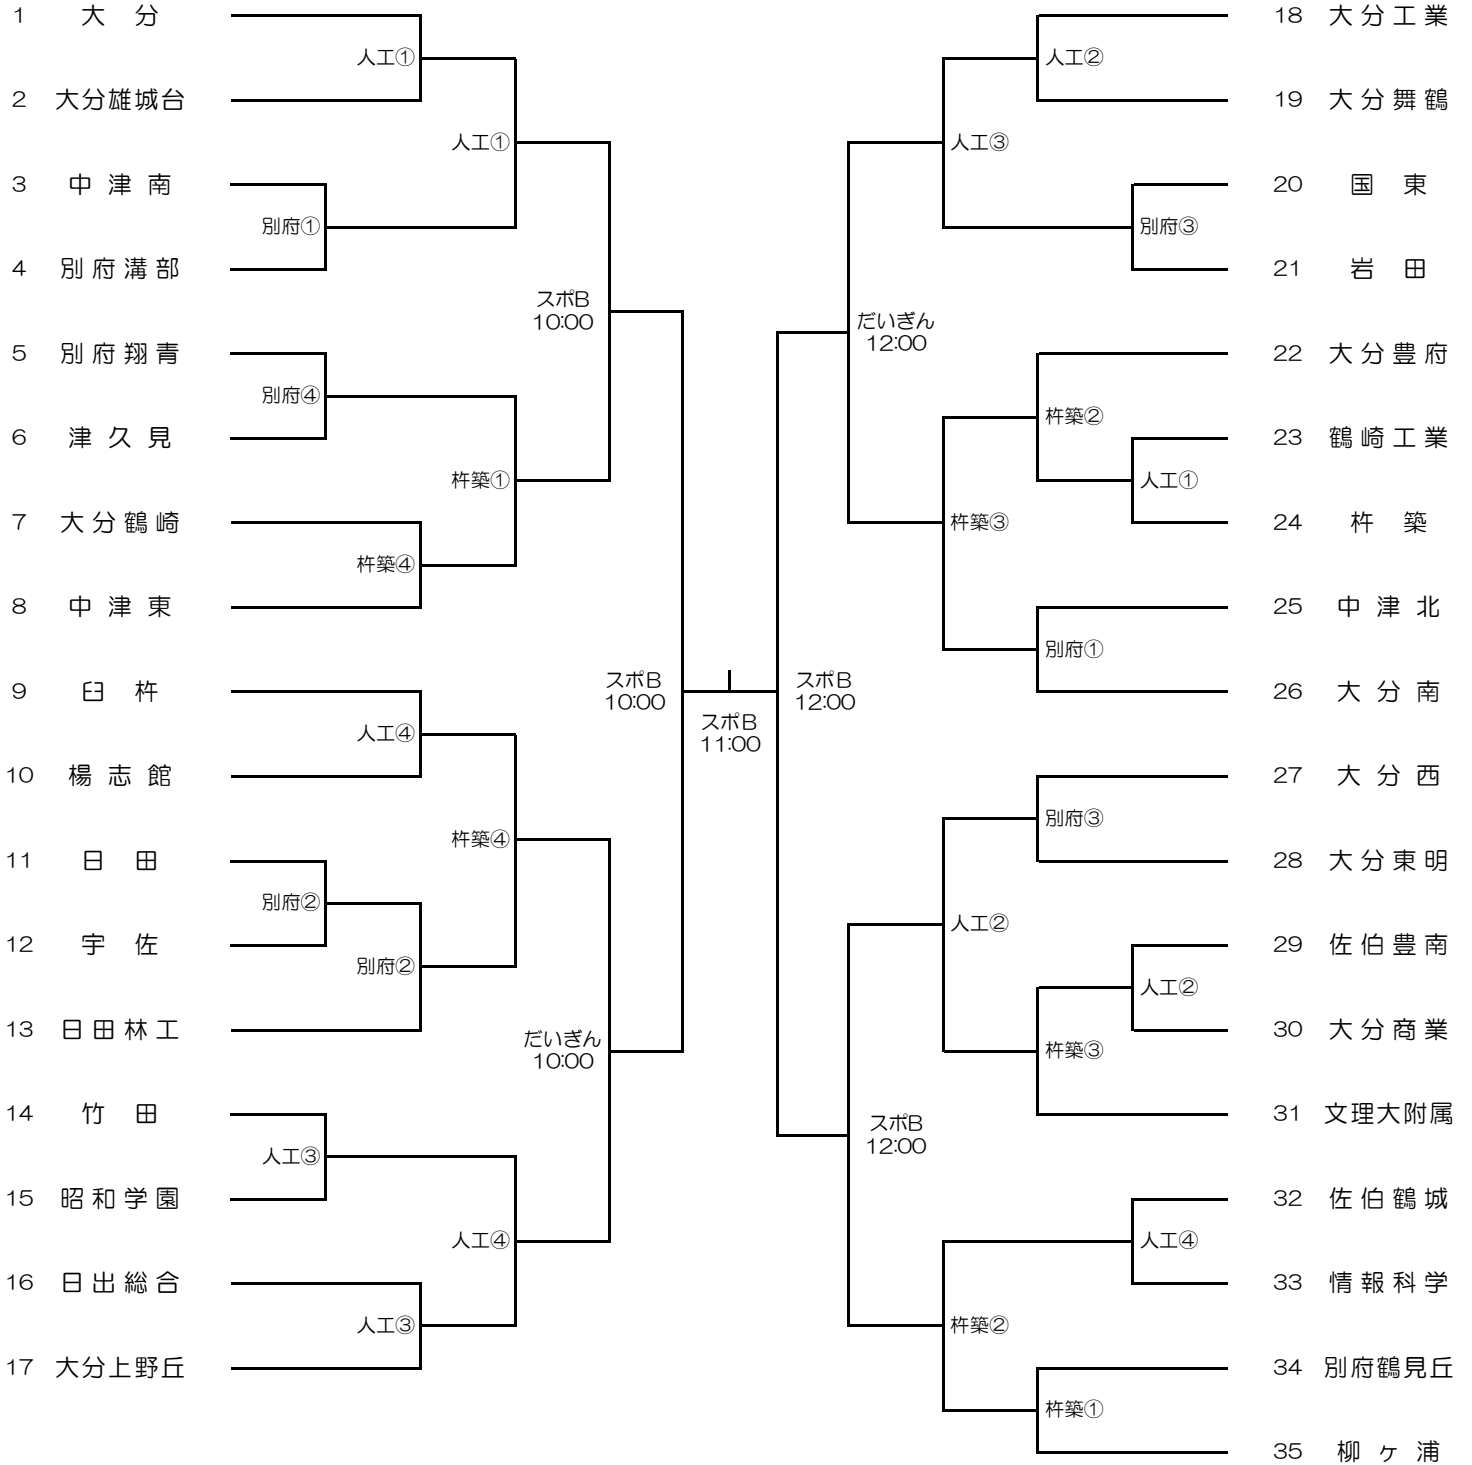 1 大 分
人工①
2 大分雄城台
人工①
3 中 津 南
別府①
4 別 府 溝 部
スポB
10:00
5 別 府 翔 青
別府④
6 津 久 見
杵築①
7 大 分 鶴 崎
杵築④
8 中 津 東
9 臼 杵
人工④
10 楊 志 館
杵築④
11 日 田
別府②
12 宇 佐
別府②
13 日 田 林 工
だいぎん
10:00
14 竹 田
人工③
15 昭 和 学 園
人工④
16 日 出 総 合
人工③
17 大分上野丘
スポB
10:00
スポB
11:00
スポB
12:00
18 大 分 工 業
人工②
19 大 分 舞 鶴
人工③
20 国 東
別府③
21 岩 田
だいぎん
12:00
22 大 分 豊 府
杵築②
23 鶴 崎 工 業
人工①
24 杵 築
杵築③
25 中 津 北
別府①
26 大 分 南
27 大 分 西
別府③
28 大 分 東 明
人工②
29 佐 伯 豊 南
人工②
30 大 分 商 業
杵築③
31 文理大附属
スポB
12:00
32 佐 伯 鶴 城
人工④
33 情 報 科 学
杵築②
34 別府鶴見丘
杵築①
35 柳 ヶ 浦